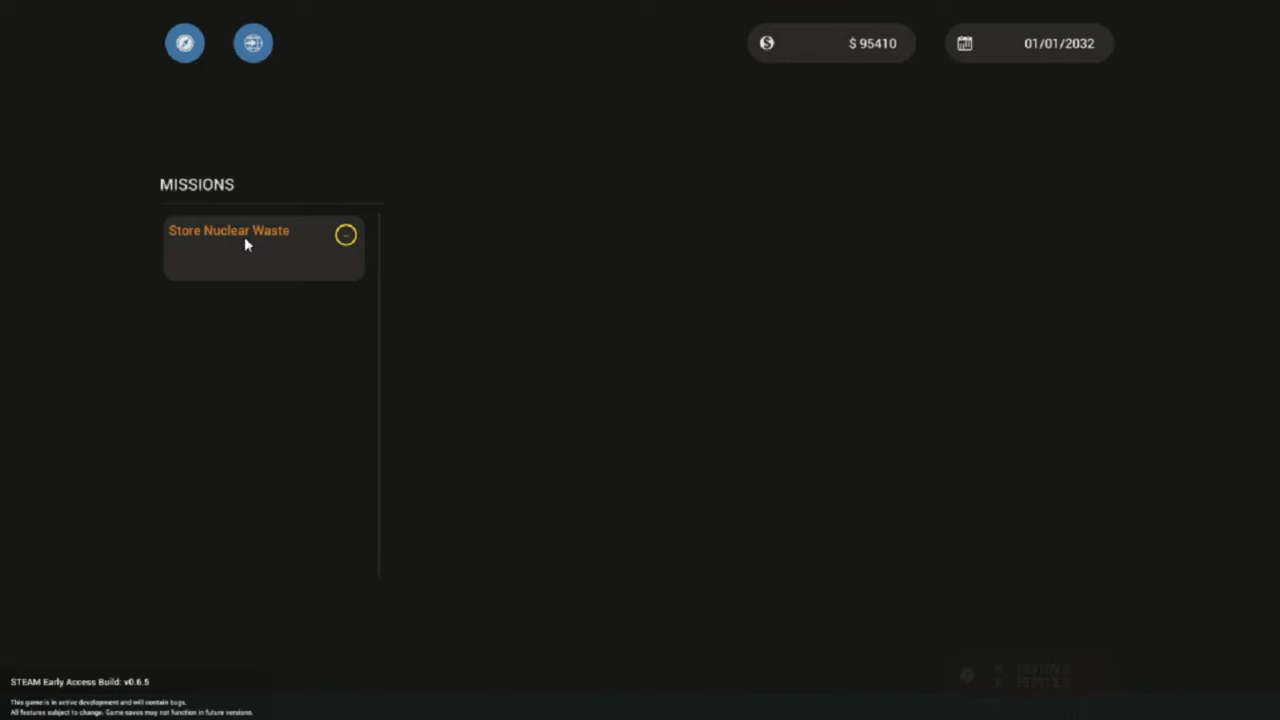 $ 95410
01/01/2032
MISSIONS
Store Nuclear Waste
STEAM Early Access Build: v0.6.5
This game is in active development and will contain bugs.
All features subject to change. Game saves may not function in future versions.